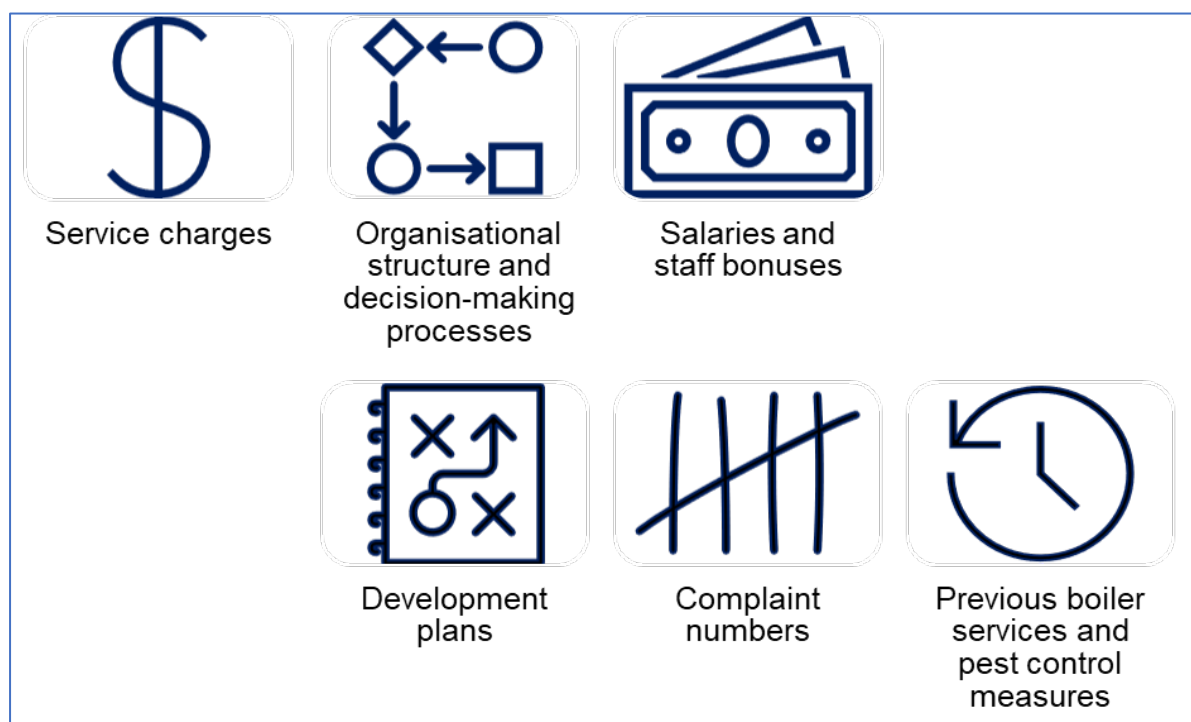 Service charges
Organisational
structure and
decision-making
processes
Salaries and
staff bonuses
Development
plans
Complaint
numbers
Previous boiler
services and
pest control
measures